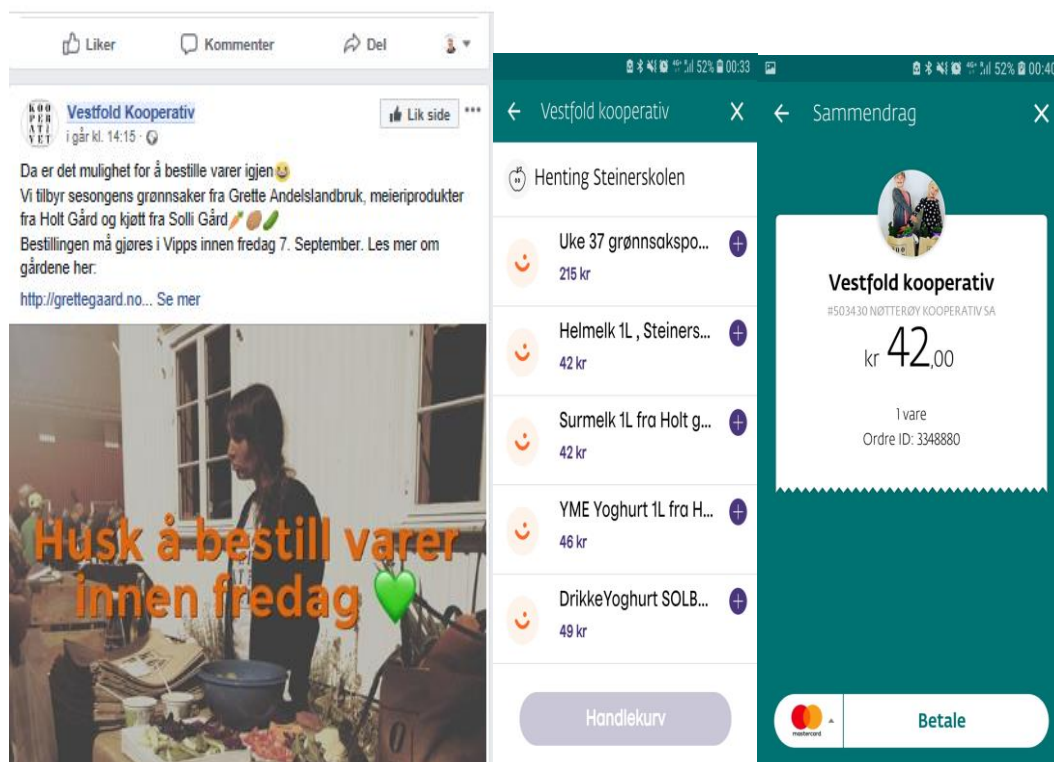 Liker Kommenter Del
KOO
PER
ATI
VET
Vestfold Kooperativ
Lik side
i går kl. 14:15
Da er det mulighet for å bestille varer igjen
Vi tilbyr sesongens grønnsaker fra Grette Andelslandbruk, meieriprodukter
fra Holt Gård og kjøtt fra Solli Gård
Bestillingen må gjøres i Vipps innen fredag 7. September. Les mer om
gårdene her:
http://grettegaard.no... Se mer
Husk å bestill varer
innen fredag
52% 00:33
Vestfold kooperativ X
Henting Steinerskolen
Uke 37 grønnsakspo...
215 kr
Helmelk 1L , Steiners...
42 kr
Surmelk 1L fra Holt g...
42 kr
YME Yoghurt 1L fra H...
46 kr
DrikkeYoghurt SOLB...
49 kr
Handlekurv
52% 00:40
Sammendrag X
Vestfold kooperativ
#503430 NØTTERØY KOOPERATIV SA
kr 42,00
1 vare
Ordre ID: 3348880
mastercard
Betale